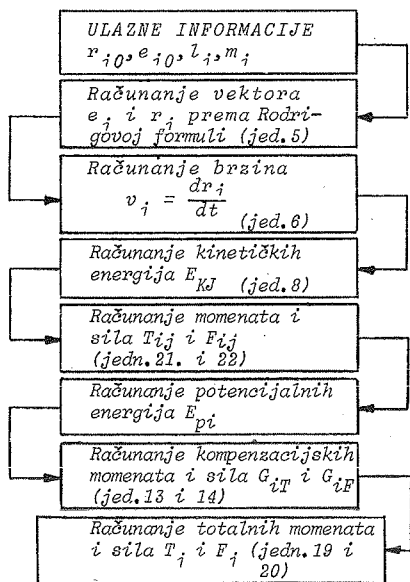 ULAZNE INFORMACIJE
r_{i0}, e_{i0}, l_i, m_i
Računanje vektora
e_i i r_i prema Rodri-
govoj formuli (jed.5)
Računanje brzina
v_i = \frac{dr_i}{dt}
(jed.6)
Računanje kinetičkih
energija E_{KJ} (jed.8)
Računanje momenata i
sila T_{ij} i F_{ij}
(jedn.21. i 22)
Računanje potencijalnih
energija E_{pi}
Računanje kompenzacijskih
momenata i sila G_{iT} i G_{iF}
(jed.13 i 14)
Računanje totalnih momenata
i sila T_i i F_i (jedn.19 i
20)